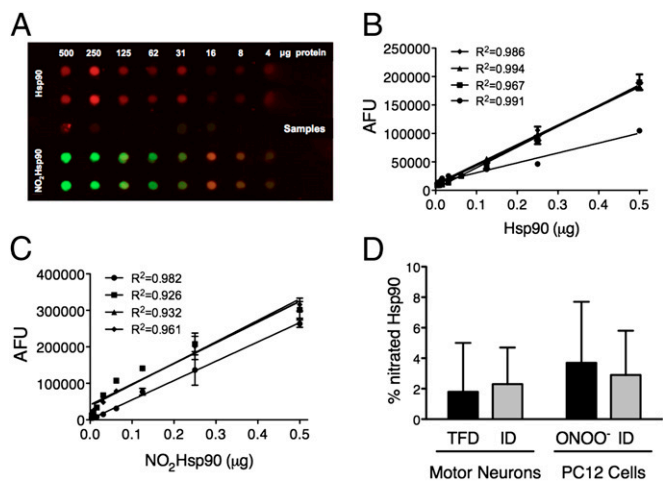 A
500 250 125 62 31 16 8 4 µg protein
Hsp90
Samples
NO2Hsp90
B
250000
200000
150000
100000
50000
0
AFU
R²=0.986
R²=0.994
R²=0.967
R²=0.991
0.0 0.1 0.2 0.3 0.4 0.5
Hsp90 (µg)
C
400000
300000
200000
100000
0
AFU
R²=0.982
R²=0.926
R²=0.932
R²=0.961
0.0 0.1 0.2 0.3 0.4 0.5
NO₂Hsp90 (µg)
D
10
8
6
4
2
0
% nitrated Hsp90
TFD ID ONOO⁻ ID
Motor Neurons PC12 Cells